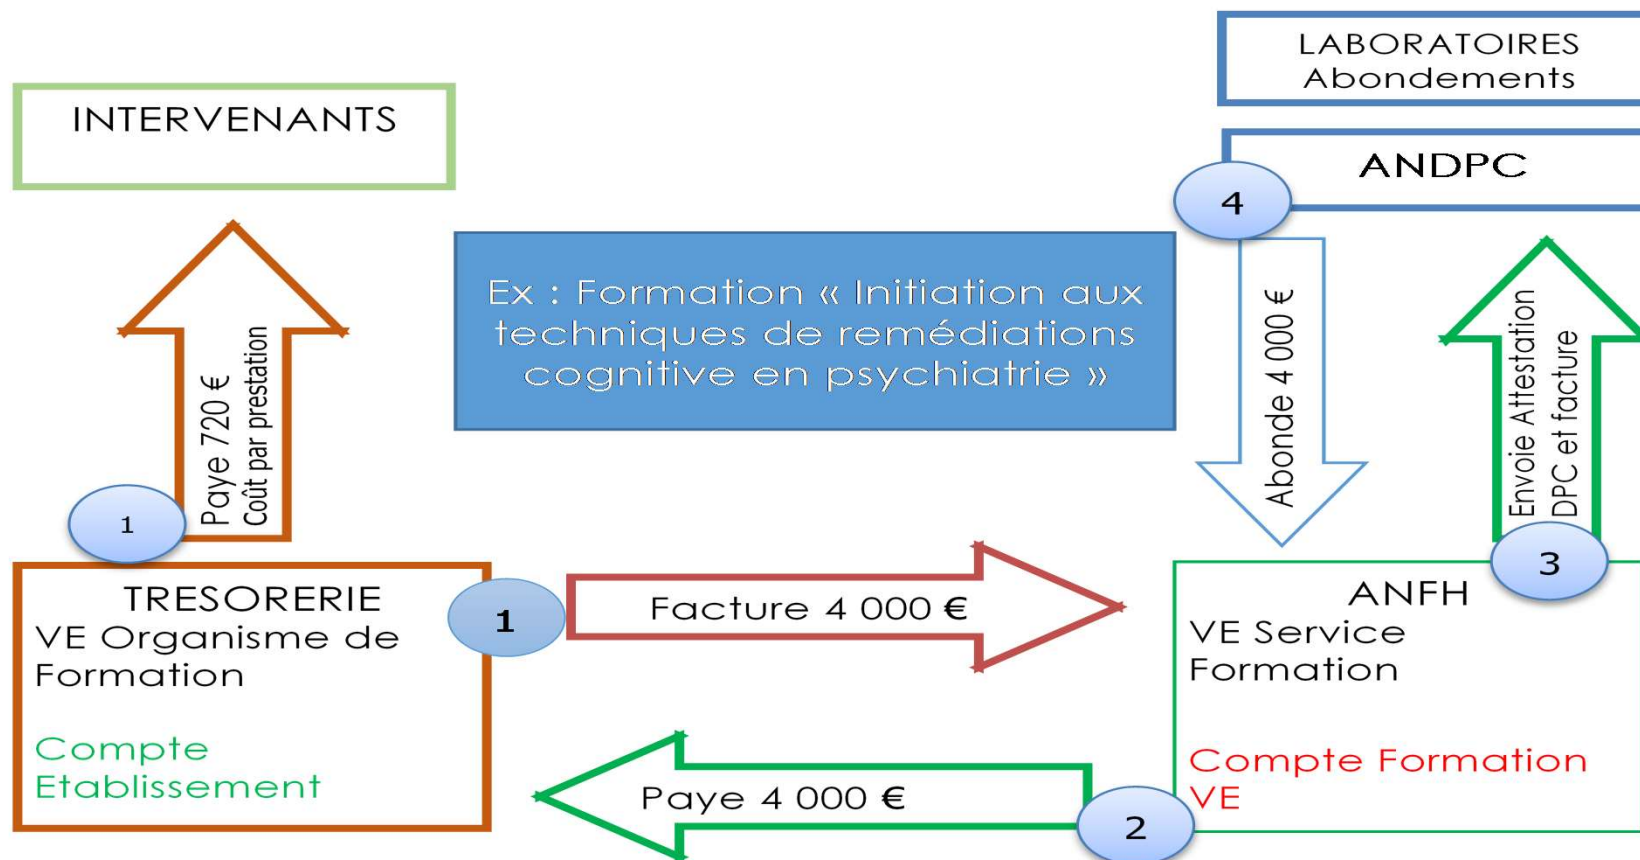 LABORATOIRES
Abondements
INTERVENANTS
ANDPC
4
Ex : Formation « Initiation aux
techniques de remédiations
cognitive en psychiatrie »
Paye 720 €
Coût par prestation
Abonde 4 000 €
Envoie Attestation
DPC et facture
1
3
TRESORERIE
VE Organisme de
Formation
Compte
Etablissement
1
Facture 4 000 €
ANFH
VE Service
Formation
Compte Formation
VE
Paye 4 000 €
2